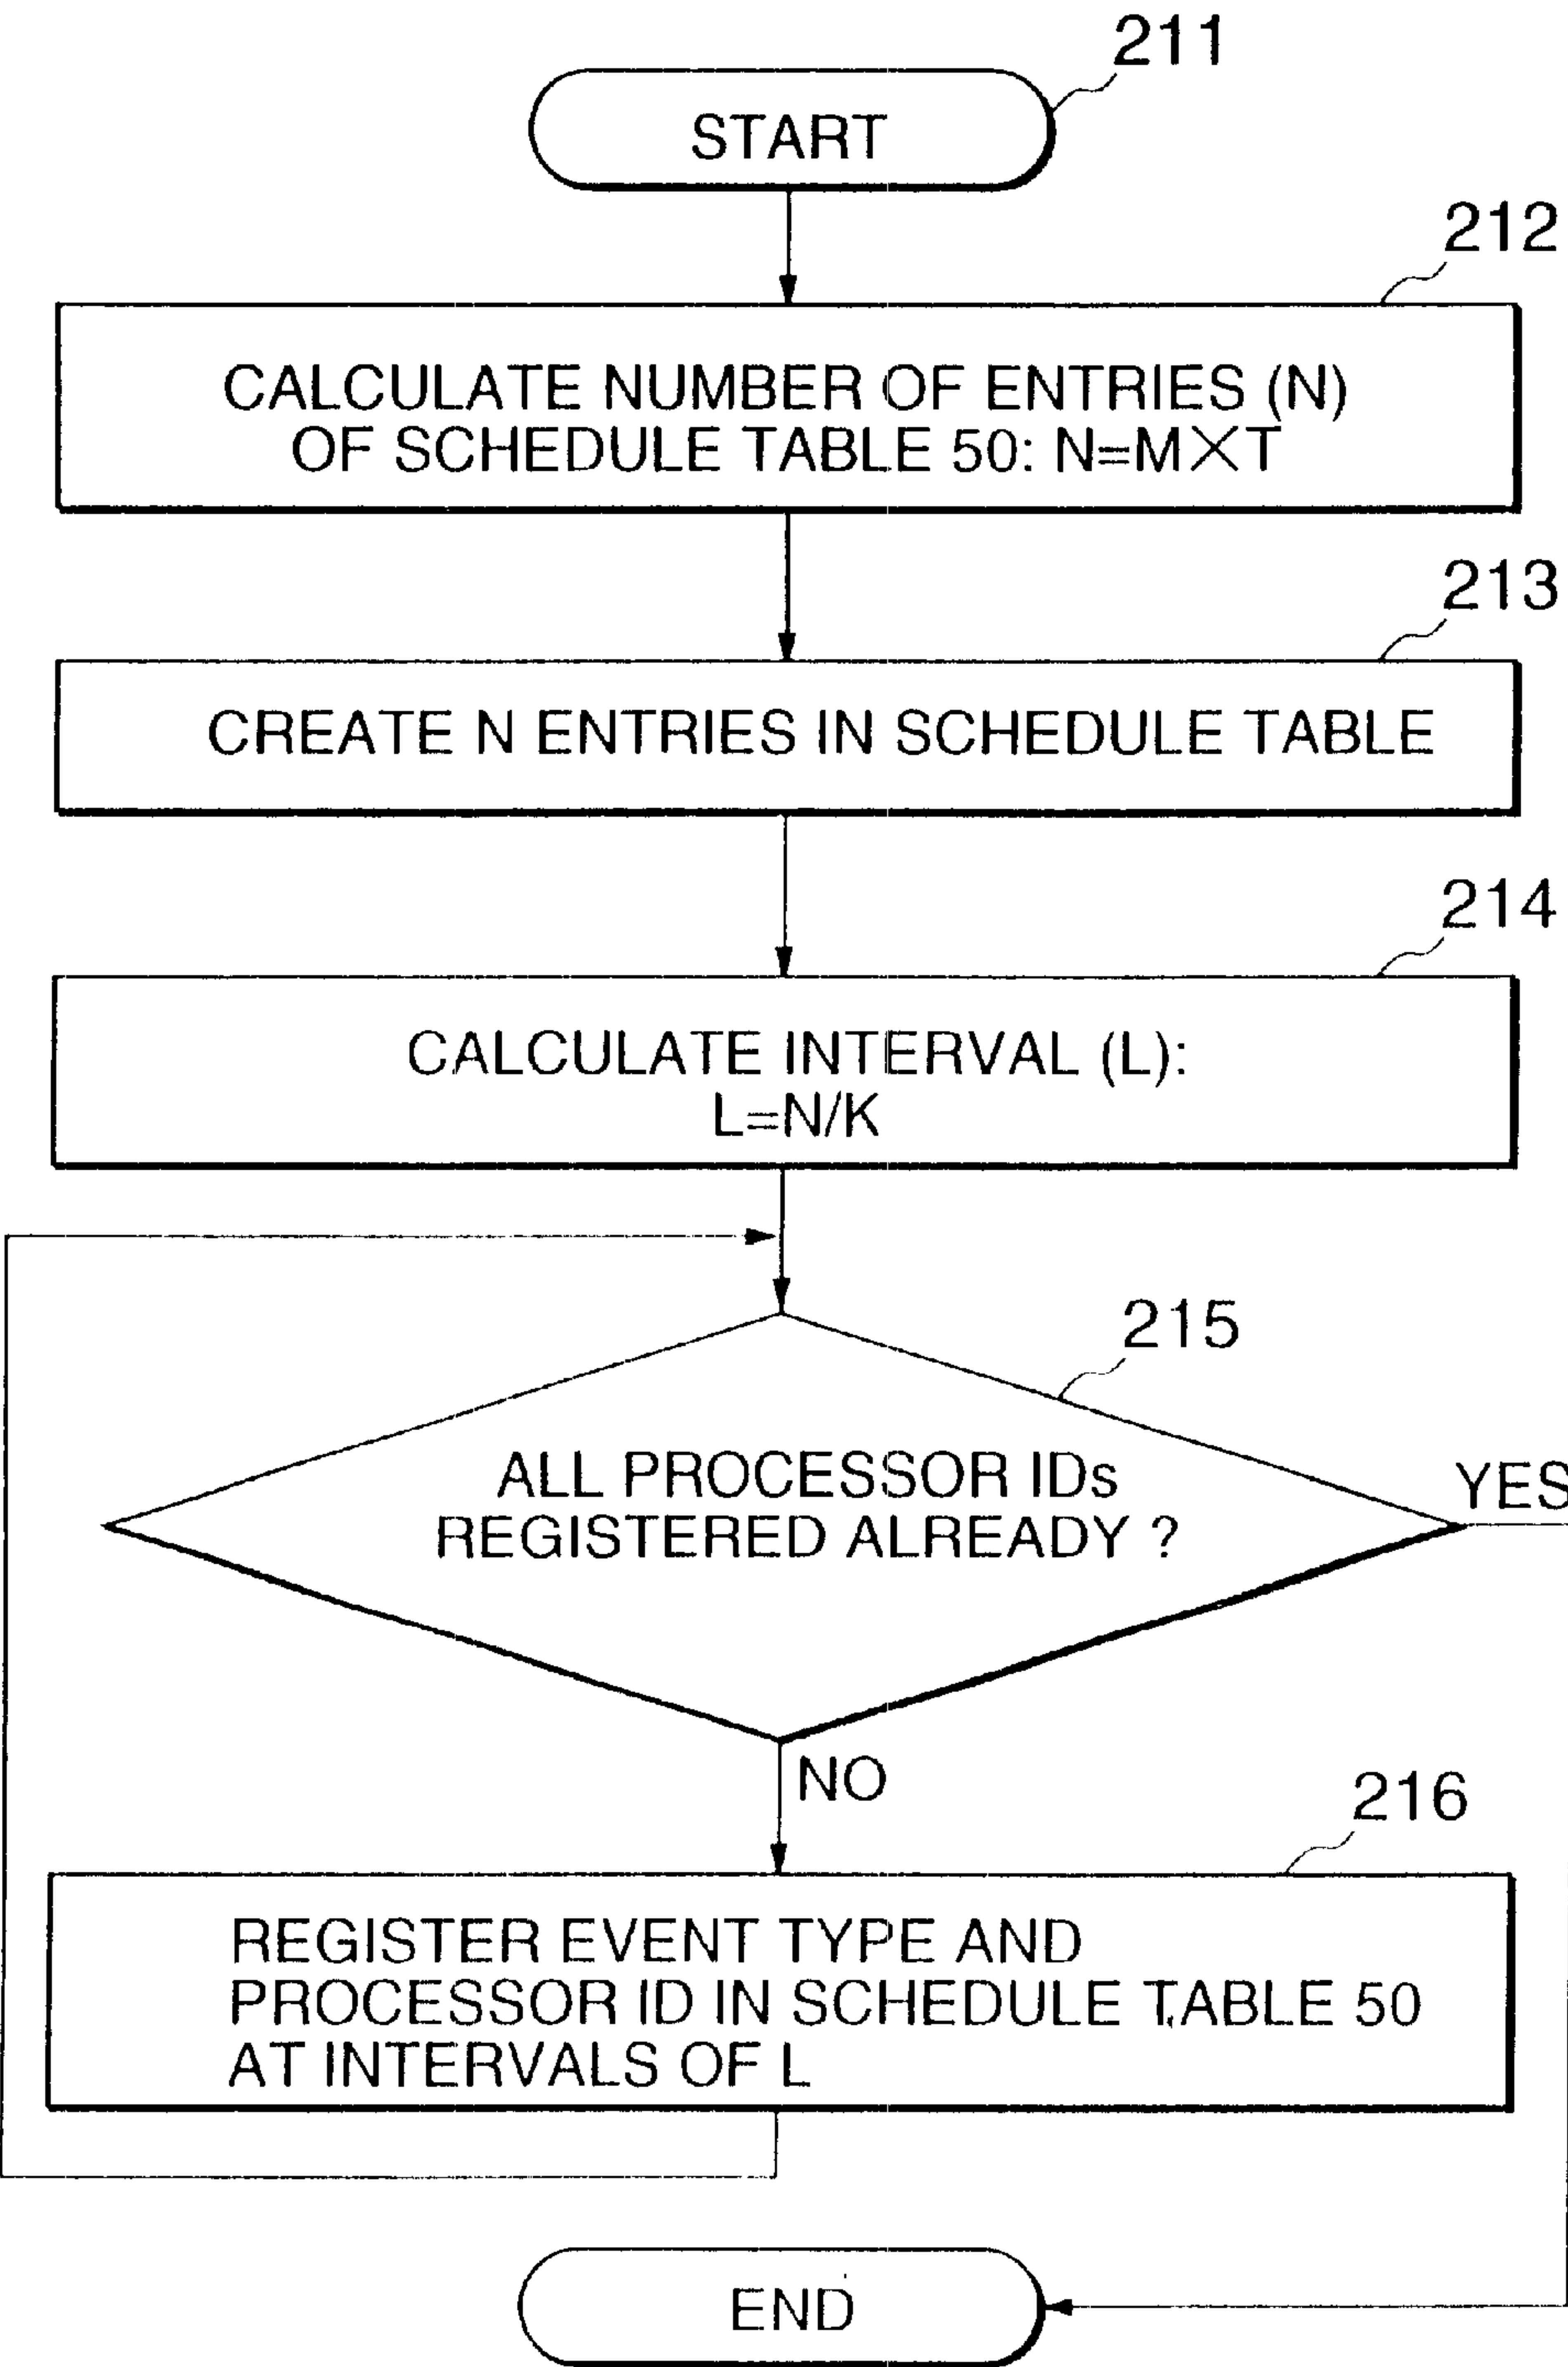 211
START
212
CALCULATE NUMBER OF ENTRIES (N)
OF SCHEDULE TABLE 50: N=M×T
213
CREATE N ENTRIES IN SCHEDULE TABLE
214
CALCULATE INTERVAL (L):
L=N/K
215
ALL PROCESSOR IDs
REGISTERED ALREADY ?
YES
NO
216
REGISTER EVENT TYPE AND
PROCESSOR ID IN SCHEDULE TABLE 50
AT INTERVALS OF L
END